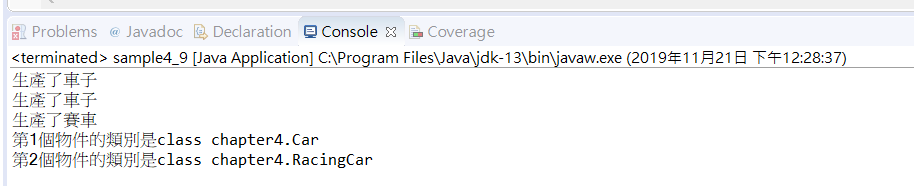 Problems @ Javadoc Declaration Console Coverage
<terminated> sample4_9 [Java Application] C:\Program Files\Java\jdk-13\bin\javaw.exe (2019年11月21日 下午12:28:37)
生產了車子
生產了車子
生產了賽車
第1個物件的類別是class chapter4.Car
第2個物件的類別是class chapter4.RacingCar